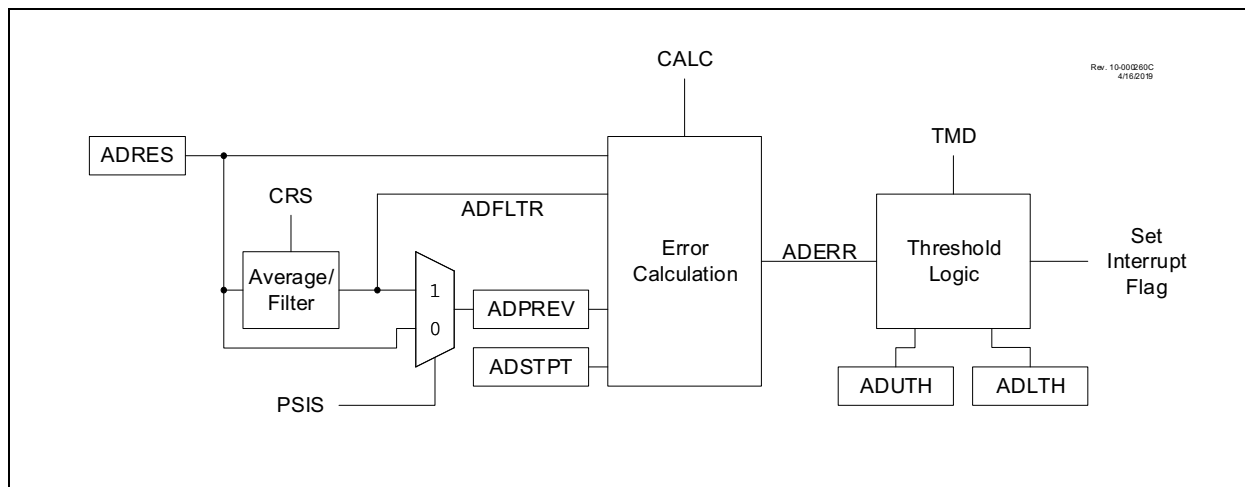 CALC
Rev. 10-000260C
4/16/2019
ADRES
TMD
CRS
ADFLTR
Average/
Filter
1
0
ADPREV
ADSTPT
PSIS
Error
Calculation
ADERR
Threshold
Logic
Set
Interrupt
Flag
ADUTH
ADLTH